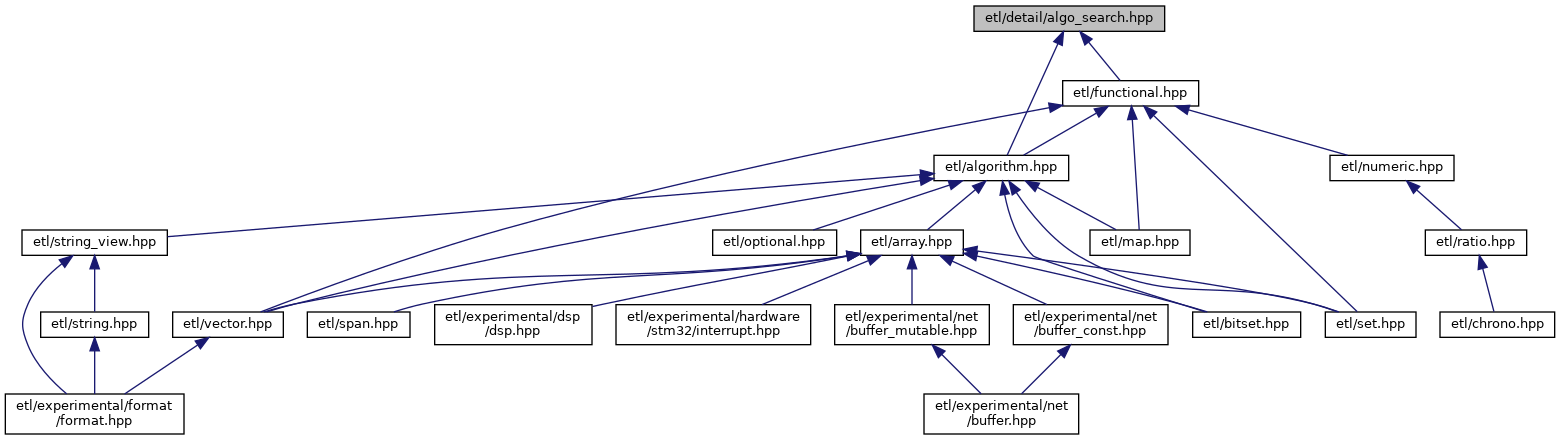 etl/detail/algo_search.hpp
etl/functional.hpp
etl/algorithm.hpp
etl/numeric.hpp
etl/string_view.hpp
etl/optional.hpp
etl/array.hpp
etl/map.hpp
etl/ratio.hpp
etl/string.hpp
etl/vector.hpp
etl/span.hpp
etl/experimental/dsp
/dsp.hpp
etl/experimental/hardware
/stm32/interrupt.hpp
etl/experimental/net
/buffer_mutable.hpp
etl/experimental/net
/buffer_const.hpp
etl/bitset.hpp
etl/set.hpp
etl/chrono.hpp
etl/experimental/format
/format.hpp
etl/experimental/net
/buffer.hpp